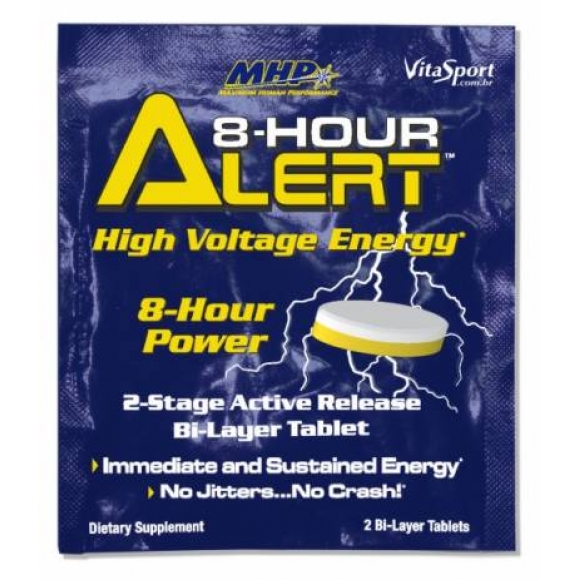 MHP
MAXIMUM HUMAN PERFORMANCE
VitaSport
.com.br
8-HOUR
ALERT™
High Voltage Energy*
8-Hour
Power
2-Stage Active Release
Bi-Layer Tablet
Immediate and Sustained Energy*
No Jitters...No Crash!*
Dietary Supplement
2 Bi-Layer Tablets